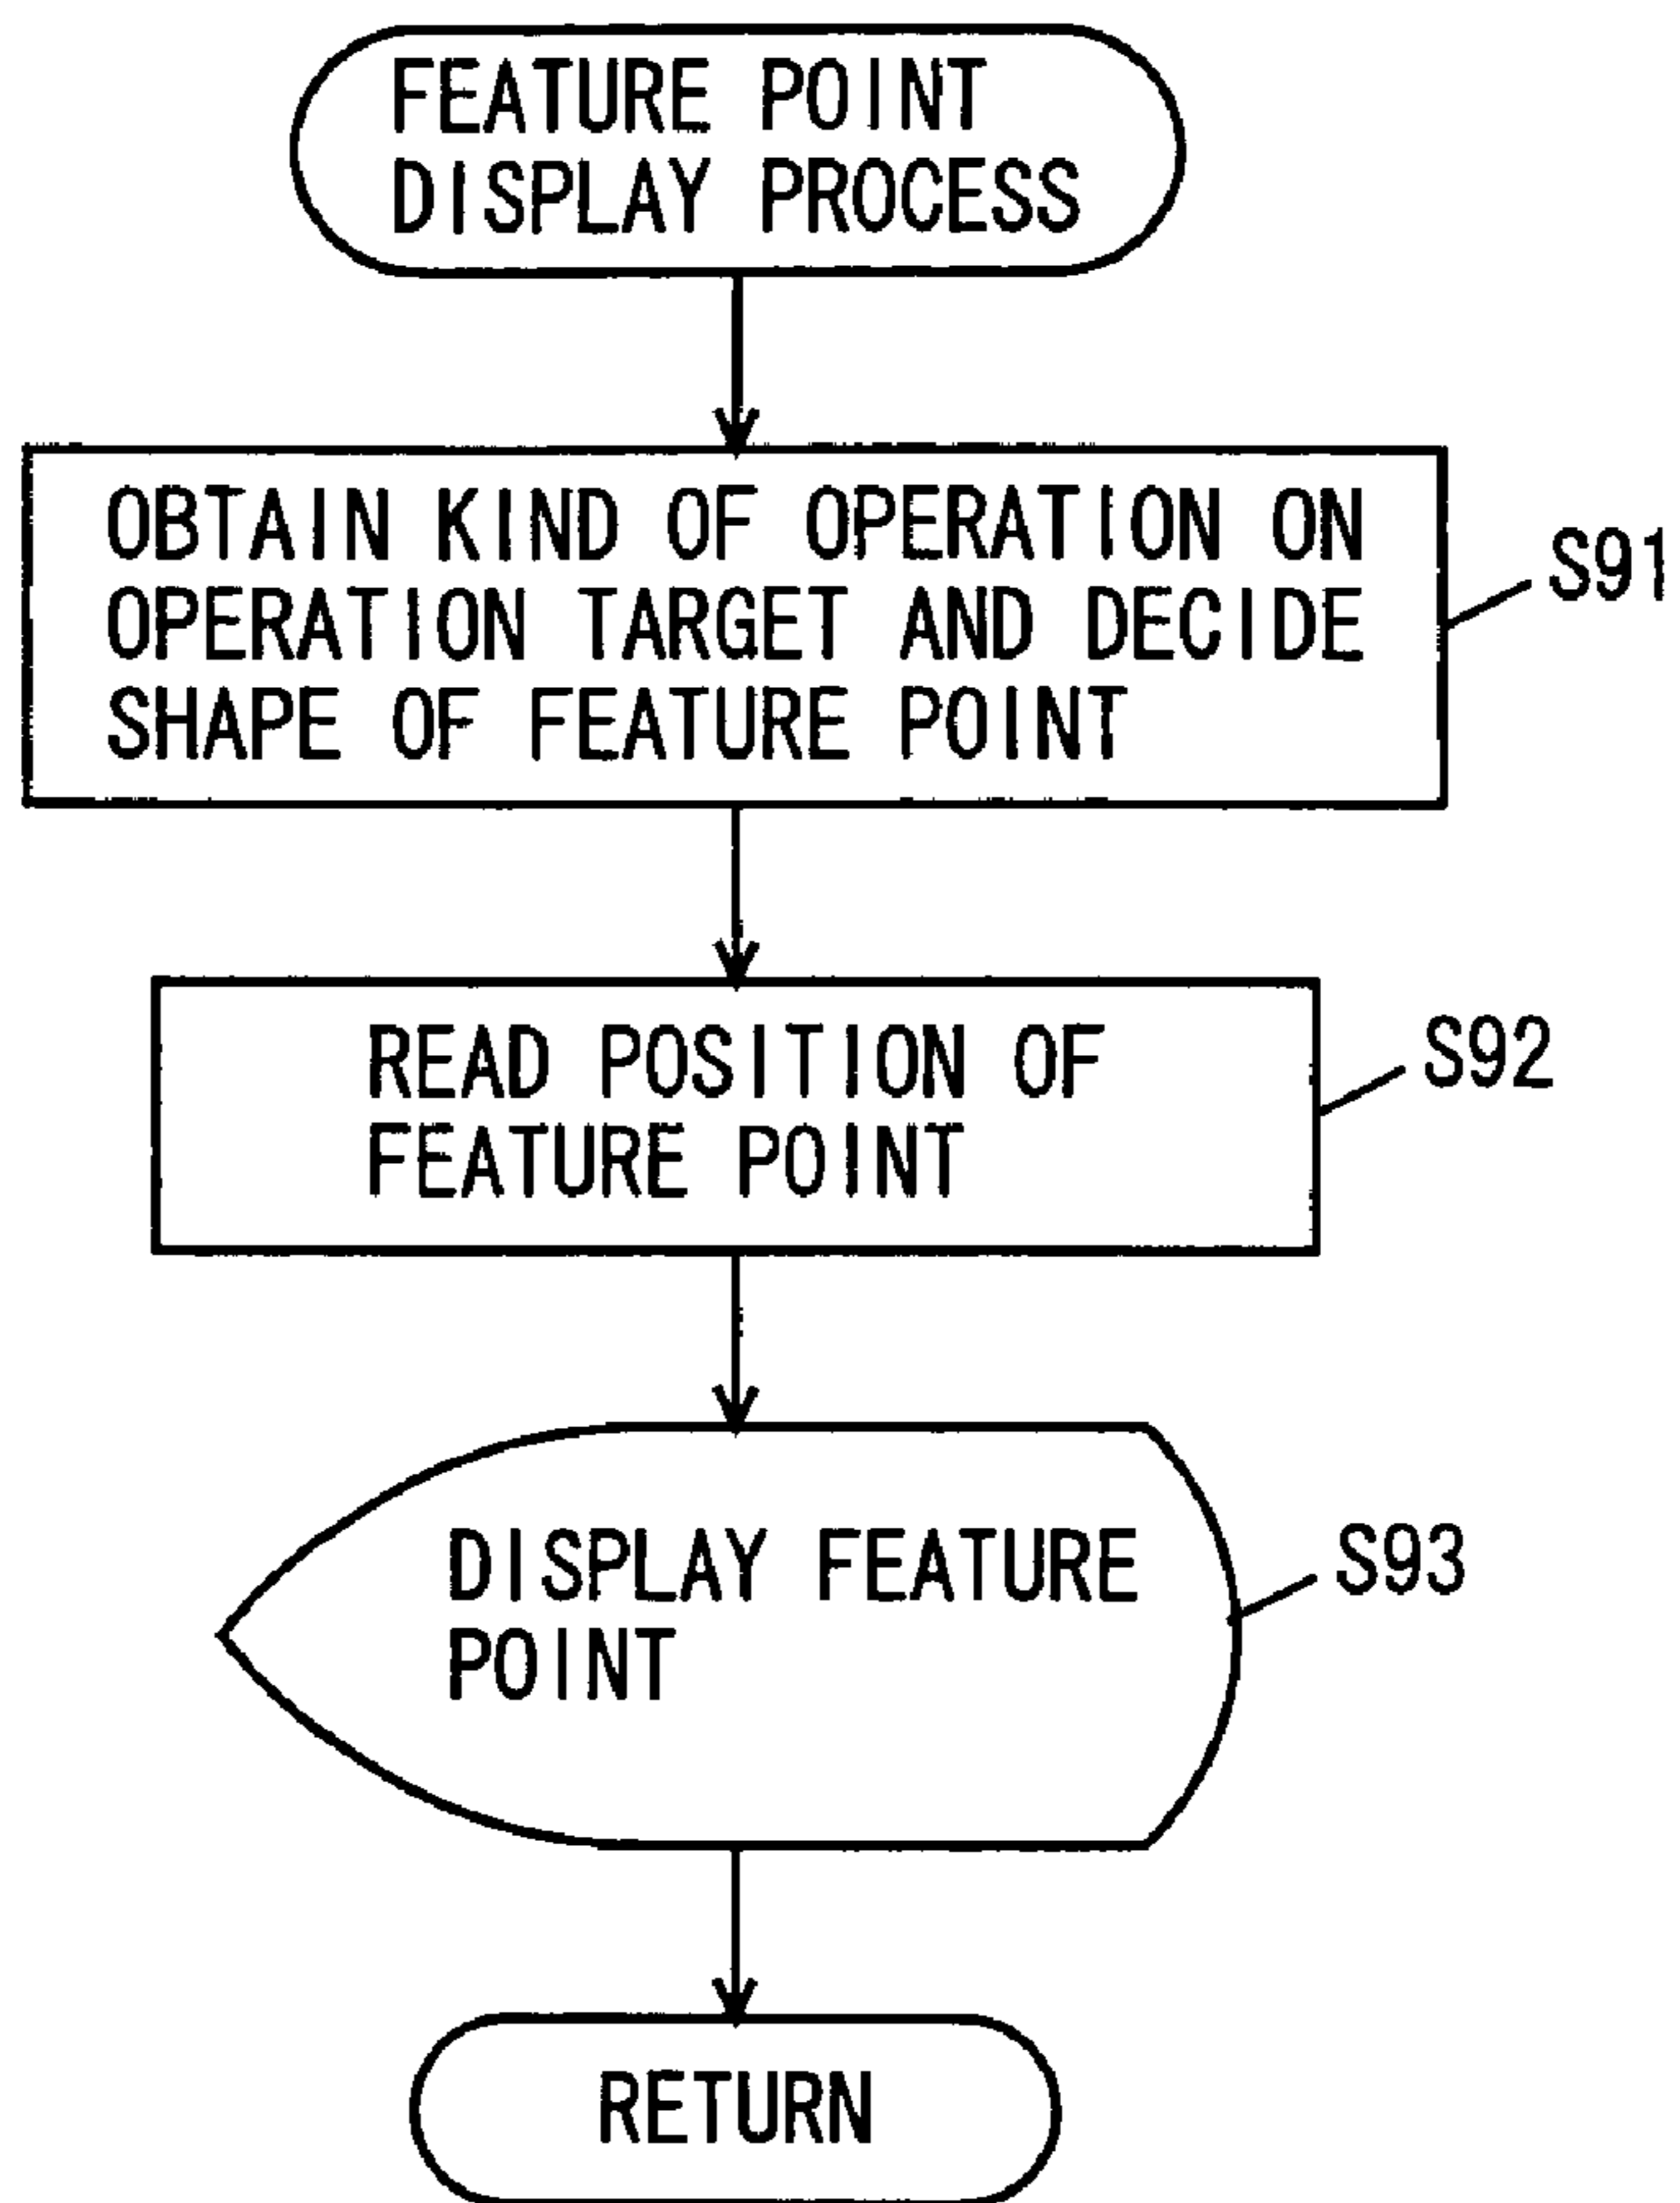 FEATURE POINT
DISPLAY PROCESS
OBTAIN KIND OF OPERATION ON
OPERATION TARGET AND DECIDE
SHAPE OF FEATURE POINT
S91
READ POSITION OF
FEATURE POINT
S92
DISPLAY FEATURE
POINT
S93
RETURN